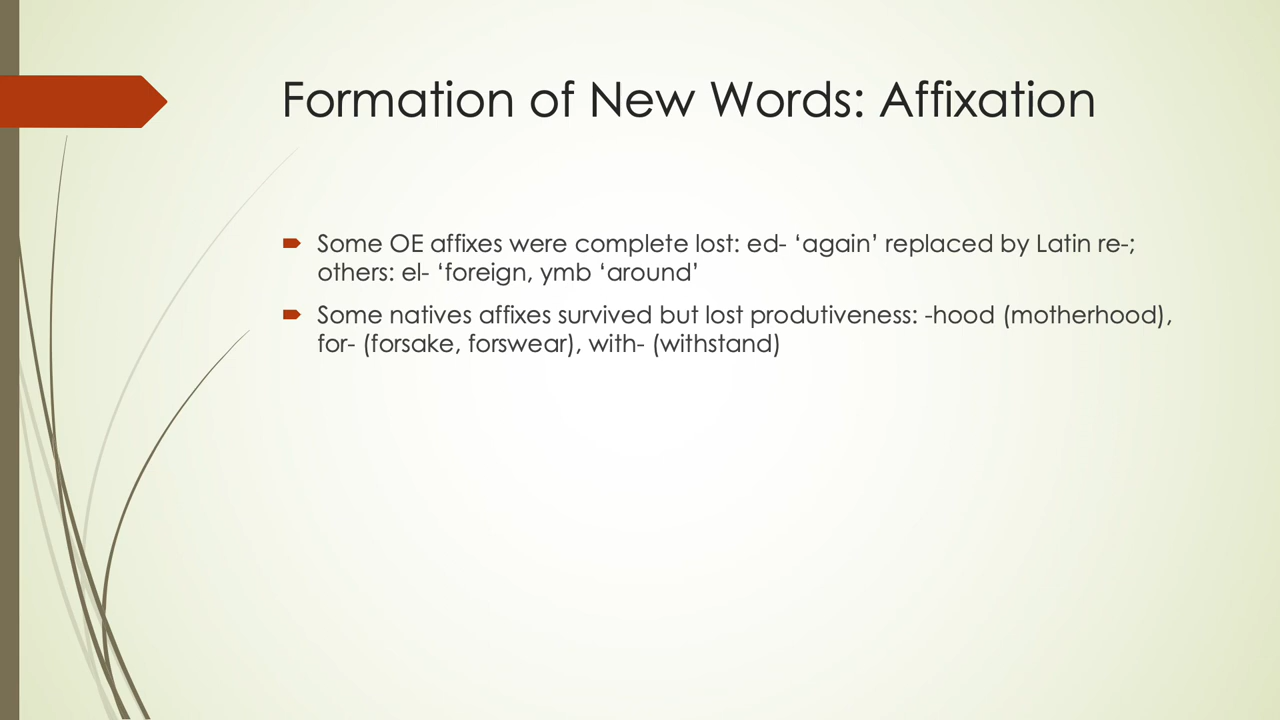 Formation of New Words: Affixation
Some OE affixes were complete lost: ed- ‘again’ replaced by Latin re-;
others: el- ‘foreign, ymb ‘around’
Some natives affixes survived but lost produtiveness: -hood (motherhood),
for- (forsake, forswear), with- (withstand)